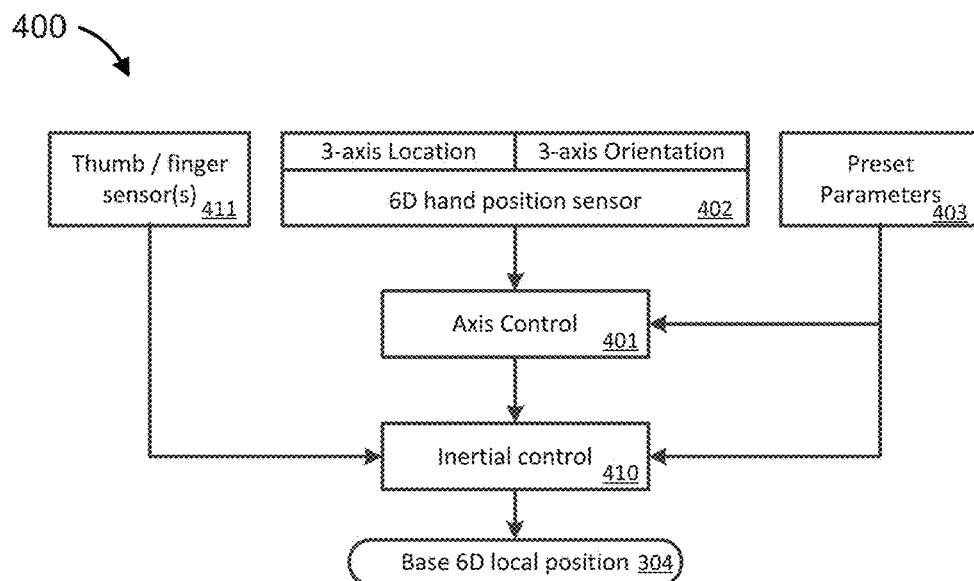 400
Thumb / finger
sensor(s) 411
3-axis Location
3-axis Orientation
6D hand position sensor 402
Preset
Parameters 403
Axis Control 401
Inertial control 410
Base 6D local position 304